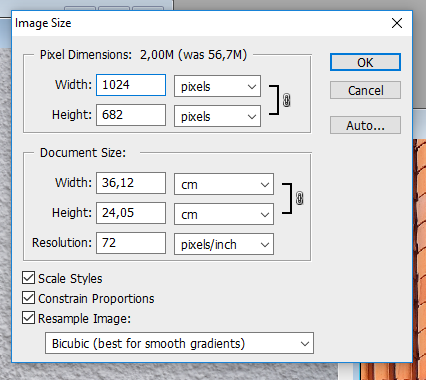 Image Size
Pixel Dimensions: 2,00M (was 56,7M)
Width: 1024 pixels
Height: 682 pixels
Document Size:
Width: 36,12 cm
Height: 24,05 cm
Resolution: 72 pixels/inch
Scale Styles
Constrain Proportions
Resample Image:
Bicubic (best for smooth gradients)
OK
Cancel
Auto...